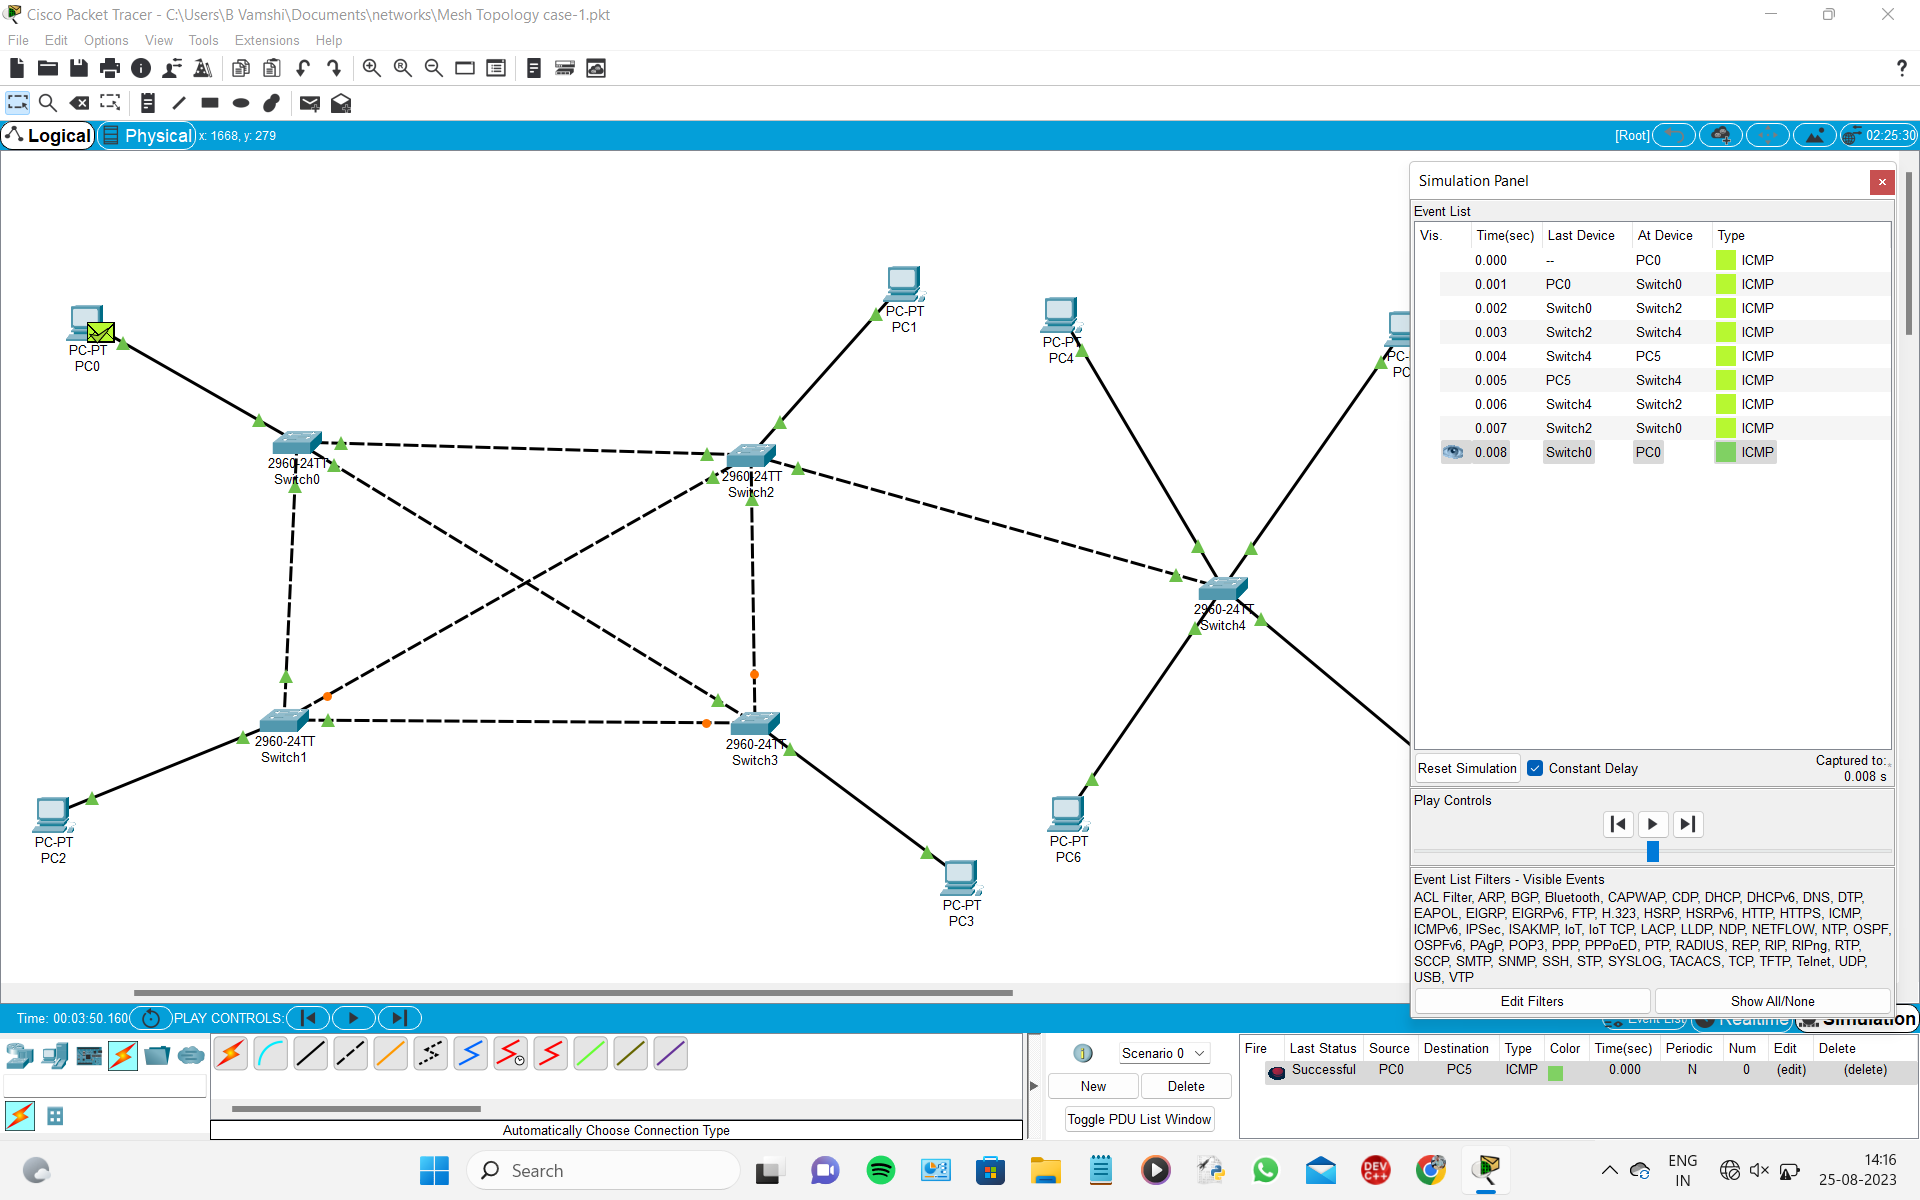 Cisco Packet Tracer - C:\Users\B Vamshi\Documents\networks\Mesh Topology case-1.pkt
File Edit Options View Tools Extensions Help
Logical Physical x: 1668, y: 279 [Root] 02:25:30
PC-PT
PC0
PC-PT
PC1
PC-PT
PC4
PC-
PC
2960-24TT
Switch0
2960-24TT
Switch2
2960-24TT
Switch4
2960-24TT
Switch1
2960-24TT
Switch3
PC-PT
PC2
PC-PT
PC3
PC-PT
PC6
Simulation Panel
Event List
Vis. Time(sec) Last Device At Device Type
0.000 -- PC0 ICMP
0.001 PC0 Switch0 ICMP
0.002 Switch0 Switch2 ICMP
0.003 Switch2 Switch4 ICMP
0.004 Switch4 PC5 ICMP
0.005 PC5 Switch4 ICMP
0.006 Switch4 Switch2 ICMP
0.007 Switch2 Switch0 ICMP
0.008 Switch0 PC0 ICMP
Reset Simulation Constant Delay Captured to:
0.008 s
Play Controls
Event List Filters - Visible Events
ACL Filter, ARP, BGP, Bluetooth, CAPWAP, CDP, DHCP, DHCPv6, DNS, DTP,
EAPOL, EIGRP, EIGRPv6, FTP, H.323, HSRP, HSRPv6, HTTP, HTTPS, ICMP,
ICMPv6, IPSec, ISAKMP, IoT, IoT TCP, LACP, LLDP, NDP, NETFLOW, NTP, OSPF,
OSPFv6, PAgP, POP3, PPP, PPPoED, PTP, RADIUS, REP, RIP, RIPng, RTP,
SCCP, SMTP, SNMP, SSH, STP, SYSLOG, TACACS, TCP, TFTP, Telnet, UDP,
USB, VTP
Edit Filters Show All/None
Time: 00:03:50.160 PLAY CONTROLS: Event List Realtime Simulation
Scenario 0
New Delete
Toggle PDU List Window
Fire Last Status Source Destination Type Color Time(sec) Periodic Num Edit Delete
Successful PC0 PC5 ICMP 0.000 N 0 (edit) (delete)
Automatically Choose Connection Type
Search
DEV
C++
ENG
IN
14:16
25-08-2023